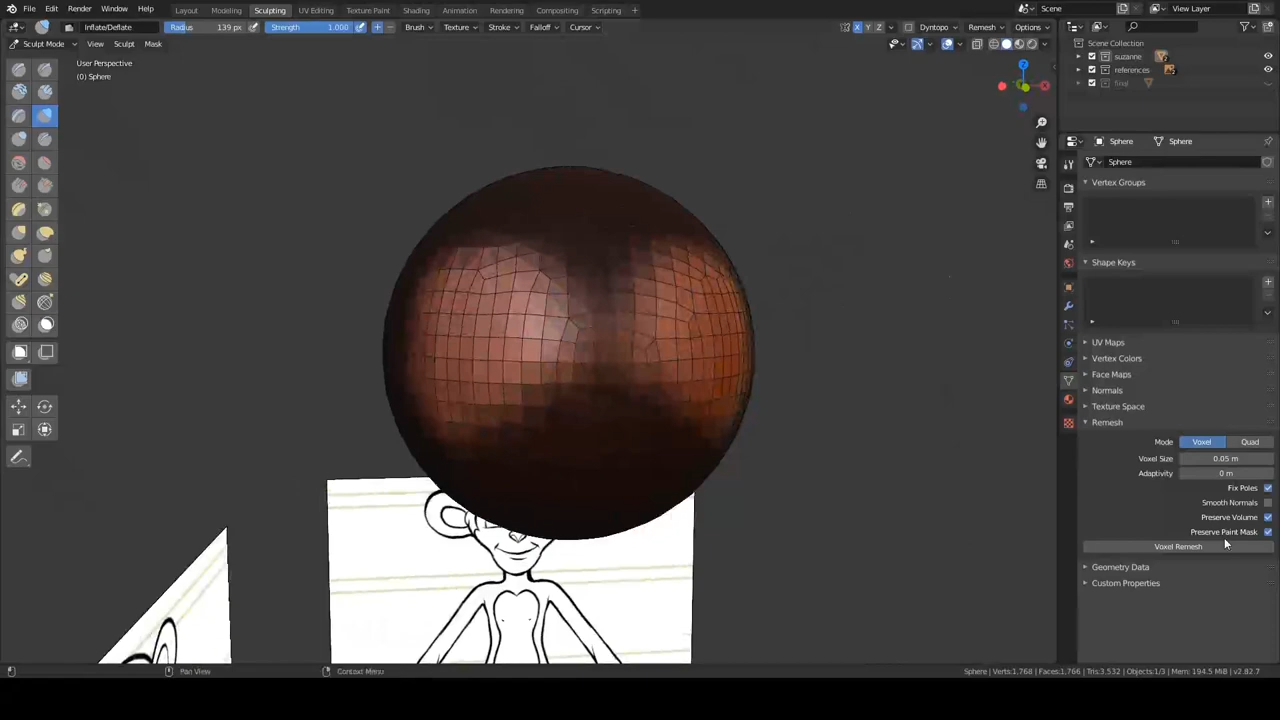 File Edit Render Window Help Layout Modeling Sculpting UV Editing Texture Paint Shading Animation Rendering Compositing Scripting + Scene View Layer
Inflate/Deflate Radius 139 px Strength 1.000 Brush Texture Stroke Falloff Cursor X Y Z Dyntopo Remesh Options
Sculpt Mode View Sculpt Mask
Scene Collection
User Perspective
(0) Sphere
suzanne
references
final
Z
Sphere Sphere
Sphere
Vertex Groups
Shape Keys
UV Maps
Vertex Colors
Face Maps
Normals
Texture Space
Remesh
Mode Voxel Quad
Voxel Size 0.05 m
Adaptivity 0 m
Fix Poles
Smooth Normals
Preserve Volume
Preserve Paint Mask
Voxel Remesh
Geometry Data
Custom Properties
Pan View Context Menu Sphere | Verts:1,768 | Faces:1,766 | Tris:3,532 | Objects:1/3 | Mem: 194.5 MiB | v2.82.7